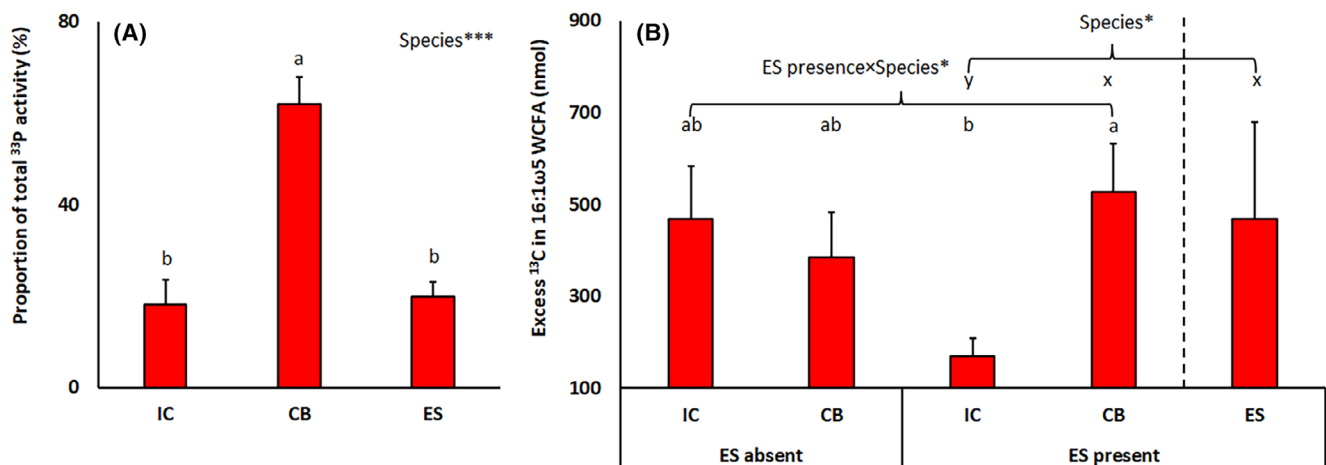 (A)
Species***
Proportion of total ³³P activity (%)
80
40
0
b
a
b
IC
CB
ES
(B)
Species*
ES presence×Species*
Excess ¹³C in 16:1ω5 WCFA (nmol)
900
700
500
300
100
y
x
x
ab
ab
b
a
IC
CB
IC
CB
ES
ES absent
ES present